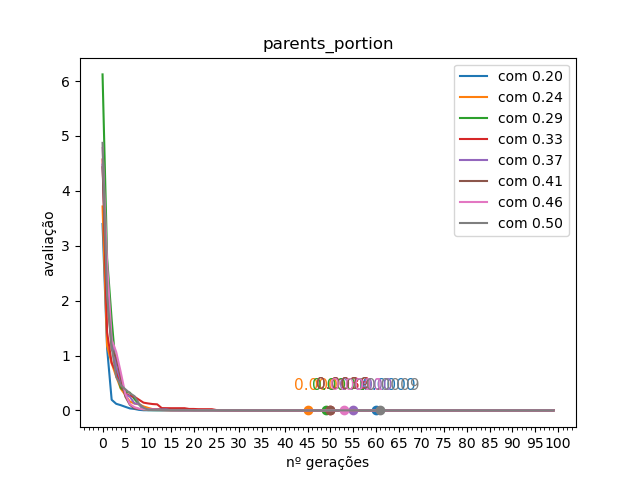 parents_portion
6
5
4
3
2
1
0
avaliação
com 0.20
com 0.24
com 0.29
com 0.33
com 0.37
com 0.41
com 0.46
com 0.50
0 5 10 15 20 25 30 35 40 45 50 55 60 65 70 75 80 85 90 95 100
nº gerações